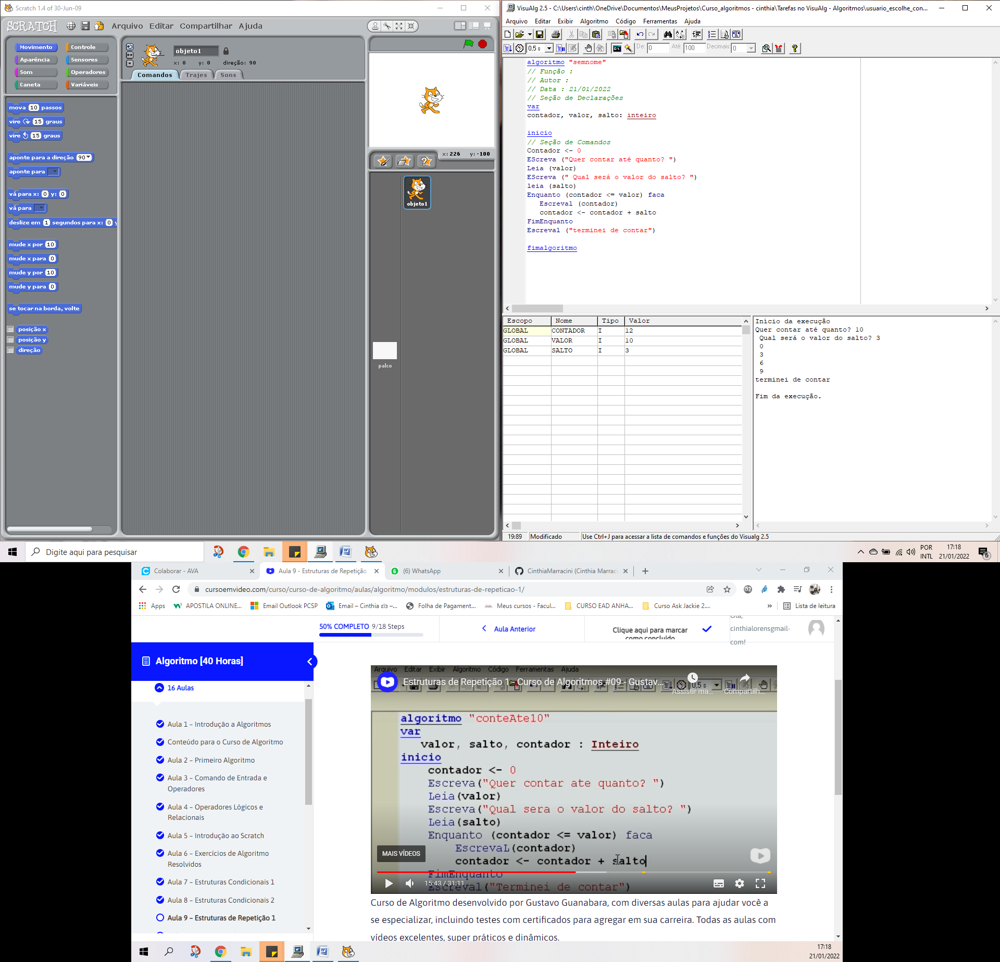 Scratch 1.4 of 30-Jun-09
SCRATCH
Arquivo Editar Compartilhar Ajuda
Movimento Controle
Aparência Sensores
Som Operadores
Caneta Variáveis
objeto1
x: 0 y: 0 direção: 90
Comandos Trajes Sons
mova 10 passos
vire 15 graus
vire 15 graus
aponte para a direção 90
aponte para
vá para x: 0 y: 0
vá para
deslize em 1 segundos para x: 0 y
mude x por 10
mude x para 0
mude y por 10
mude y para 0
se tocar na borda, volte
posição x
posição y
direção
x: 226 y: -100
objeto1
palco
VisuAlg 2.5 - C:\Users\cinth\OneDrive\Documentos\MeusProjetos\Curso_algoritmos - cinthia\Tarefas no VisuAlg - Algoritmos\usuario_escolhe_con...
Arquivo Editar Exibir Algoritmo Código Ferramentas Ajuda
0,5 s De: 0 Até: 100 Decimais: 0
algoritmo "semnome"
// Função :
// Autor :
// Data : 21/01/2022
// Seção de Declarações
var
contador, valor, salto: inteiro
inicio
// Seção de Comandos
Contador <- 0
EScreva ("Quer contar até quanto? ")
Leia (valor)
EScreva (" Qual será o valor do salto? ")
leia (salto)
Enquanto (contador <= valor) faca
Escreval (contador)
contador <- contador + salto
FimEnquanto
Escreval ("terminei de contar")
fimalgoritmo
Escopo Nome Tipo Valor
GLOBAL CONTADOR I 12
GLOBAL VALOR I 10
GLOBAL SALTO I 3
Início da execução
Quer contar até quanto? 10
Qual será o valor do salto? 3
0
3
6
9
terminei de contar
Fim da execução.
19:89 Modificado Use Ctrl+J para acessar a lista de comandos e funções do Visualg 2.5
Digite aqui para pesquisar
POR
INTL
17:18
21/01/2022
6
Colaborar - AVA
Aula 9 - Estruturas de Repetição
(6) WhatsApp
CinthiaMarracini (Cinthia Marraci
cursoemvideo.com/curso/curso-de-algoritmo/aulas/algoritmo/modulos/estruturas-de-repeticao-1/
Apps APOSTILA ONLINE... Email Outlook PCSP Email – Cinthia εïз –... Folha de Pagament... Meus cursos - Facul... CURSO EAD ANHA... Curso Ask Jackie 2.... » Lista de leitura
50% COMPLETO 9/18 Steps
Aula Anterior
Clique aqui para marcar
como concluído
Olá,
cinthialorensgmail-
com!
Algoritmo [40 Horas]
16 Aulas
Aula 1 – Introdução a Algoritmos
Conteúdo para o Curso de Algoritmo
Aula 2 – Primeiro Algoritmo
Aula 3 – Comando de Entrada e
Operadores
Aula 4 – Operadores Lógicos e
Relacionais
Aula 5 – Introdução ao Scratch
Aula 6 – Exercícios de Algoritmo
Resolvidos
Aula 7 – Estruturas Condicionais 1
Aula 8 – Estruturas Condicionais 2
Aula 9 – Estruturas de Repetição 1
Arquivo Editar Exibir Algoritmo Código Ferramentas Ajuda
Estruturas de Repetição 1 - Curso de Algoritmos #09 - Gustav...
0,5 s
Assistir ma...
Compartilh...
algoritmo "conteAte10"
var
valor, salto, contador : Inteiro
inicio
contador <- 0
Escreva("Quer contar ate quanto? ")
Leia(valor)
Escreva("Qual sera o valor do salto? ")
Leia(salto)
Enquanto (contador <= valor) faca
EscrevaL(contador)
contador <- contador + salto
FimEnquanto
Escreval("Terminei de contar")
MAIS VÍDEOS
15:43 / 31:11
Curso de Algoritmo desenvolvido por Gustavo Guanabara, com diversas aulas para ajudar você a
se especializar, incluindo testes com certificados para agregar em sua carreira. Todas as aulas com
vídeos excelentes, super práticos e dinâmicos.
17:18
21/01/2022